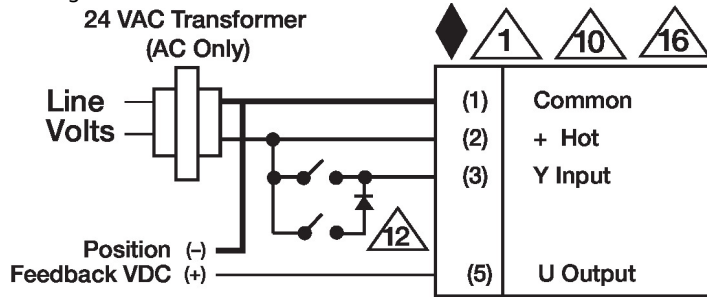 24 VAC Transformer
(AC Only)
1
10
16
Line
Volts
(1) Common
(2) + Hot
(3) Y Input
12
Position (–)
Feedback VDC (+)
(5) U Output